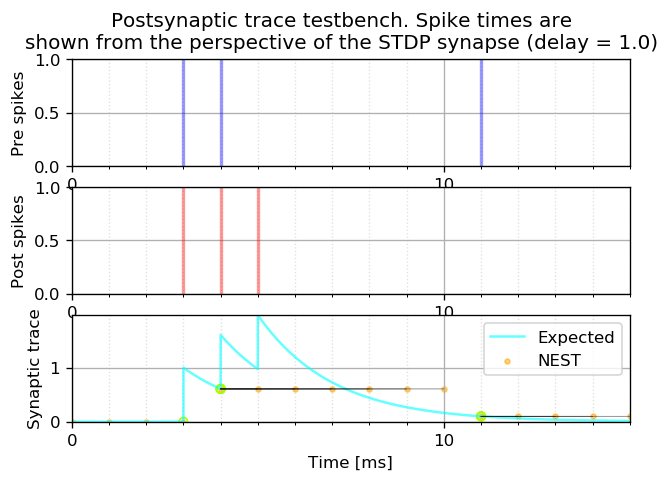 Postsynaptic trace testbench. Spike times are
shown from the perspective of the STDP synapse (delay = 1.0)
Pre spikes
1.0
0.5
0.0
0
10
Post spikes
1.0
0.5
0.0
0
10
Synaptic trace
1
0
Expected
NEST
0
10
Time [ms]